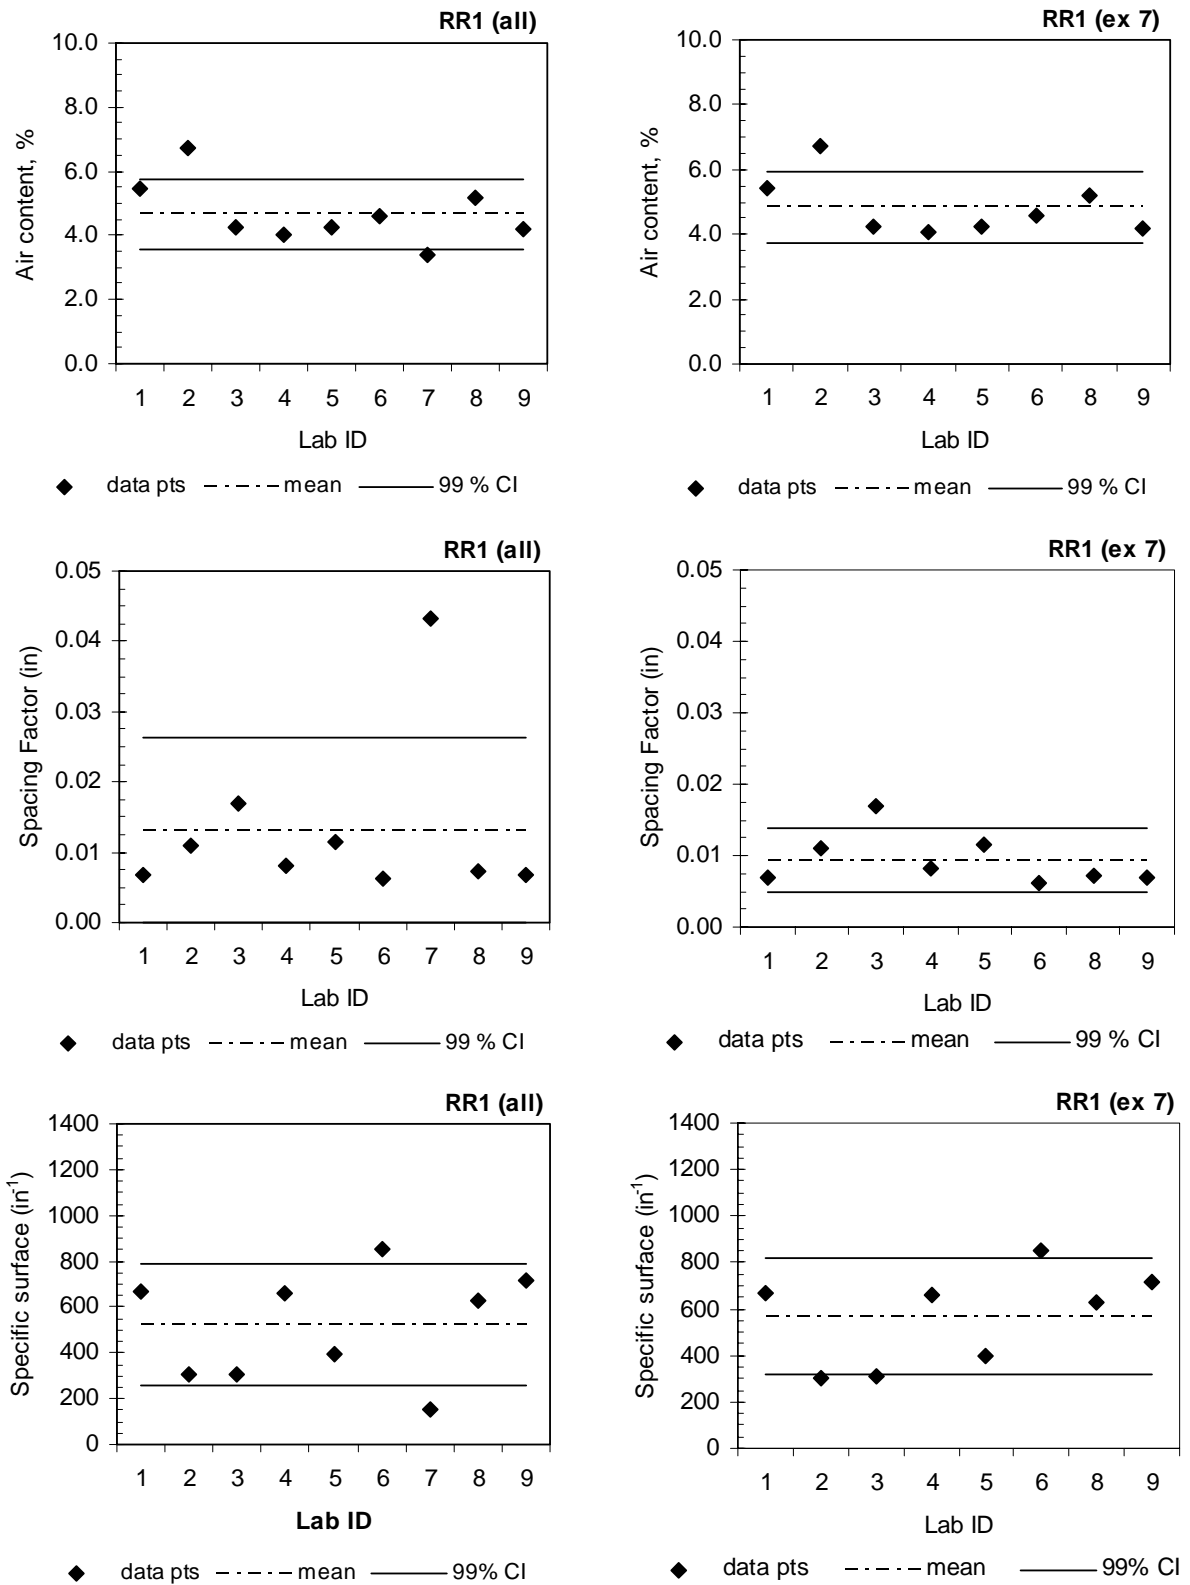 RR1 (all)
10.0
8.0
6.0
4.0
2.0
0.0
Air content, %
1 2 3 4 5 6 7 8 9
Lab ID
data pts mean 99 % CI
RR1 (ex 7)
10.0
8.0
6.0
4.0
2.0
0.0
Air content, %
1 2 3 4 5 6 8 9
Lab ID
data pts mean 99 % CI
RR1 (all)
0.05
0.04
0.03
0.02
0.01
0.00
Spacing Factor (in)
1 2 3 4 5 6 7 8 9
Lab ID
data pts mean 99 % CI
RR1 (ex 7)
0.05
0.04
0.03
0.02
0.01
0.00
Spacing Factor (in)
1 2 3 4 5 6 8 9
Lab ID
data pts mean 99 % CI
RR1 (all)
1400
1200
1000
800
600
400
200
0
Specific surface (in⁻¹)
1 2 3 4 5 6 7 8 9
Lab ID
data pts mean 99% CI
RR1 (ex 7)
1400
1200
1000
800
600
400
200
0
Specific surface (in⁻¹)
1 2 3 4 5 6 8 9
Lab ID
data pts mean 99% CI